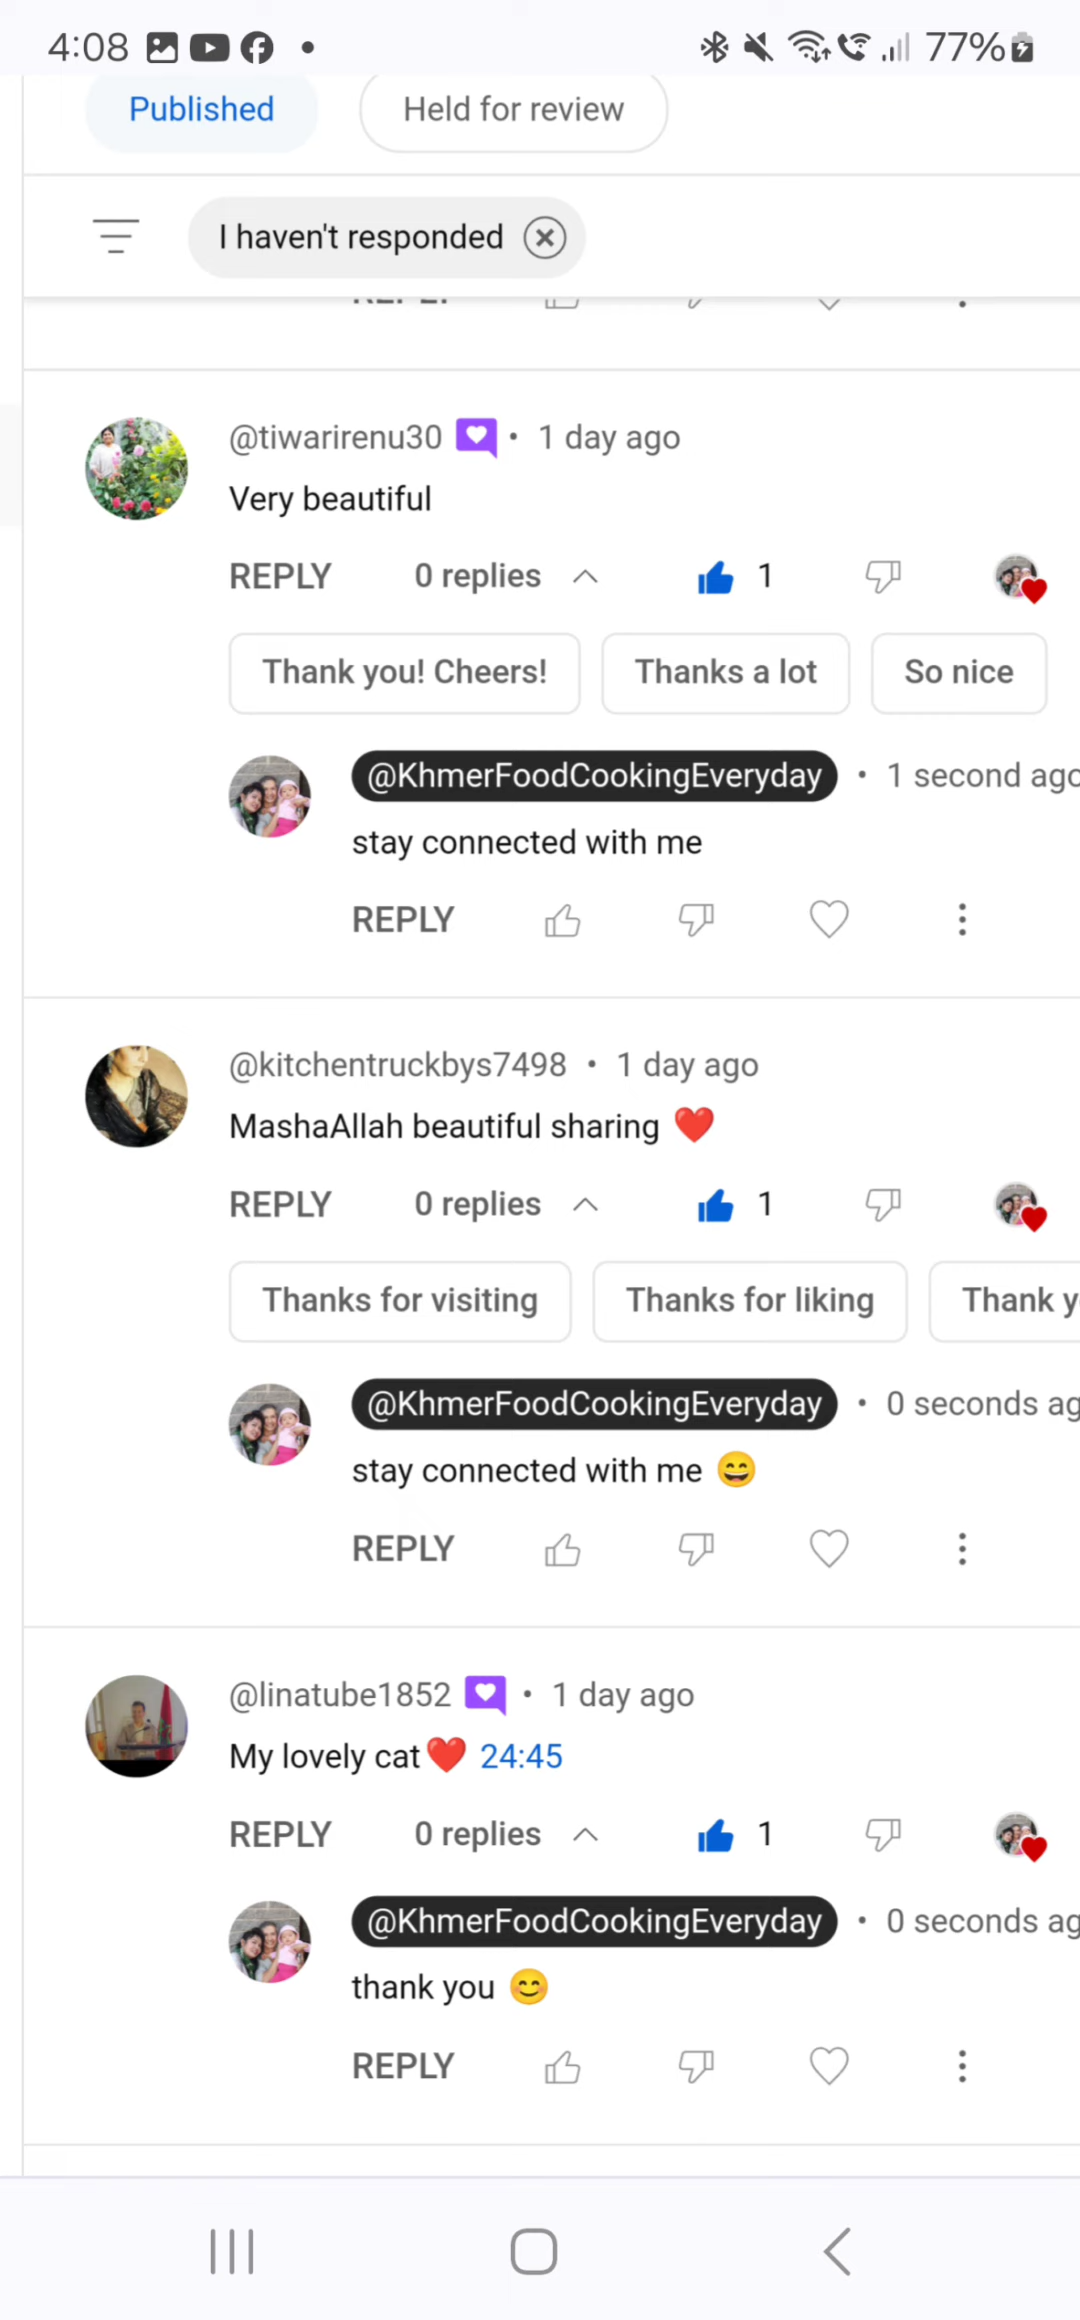 4:08
77%
Published
Held for review
I haven't responded
@tiwarirenu30 • 1 day ago
Very beautiful
REPLY
0 replies
1
Thank you! Cheers!
Thanks a lot
So nice
@KhmerFoodCookingEveryday • 1 second ago
stay connected with me
REPLY
@kitchentruckbys7498 • 1 day ago
MashaAllah beautiful sharing ❤️
REPLY
0 replies
1
Thanks for visiting
Thanks for liking
Thank y
@KhmerFoodCookingEveryday • 0 seconds ag
stay connected with me 😄
REPLY
@linatube1852 • 1 day ago
My lovely cat❤️ 24:45
REPLY
0 replies
1
@KhmerFoodCookingEveryday • 0 seconds ag
thank you 😊
REPLY